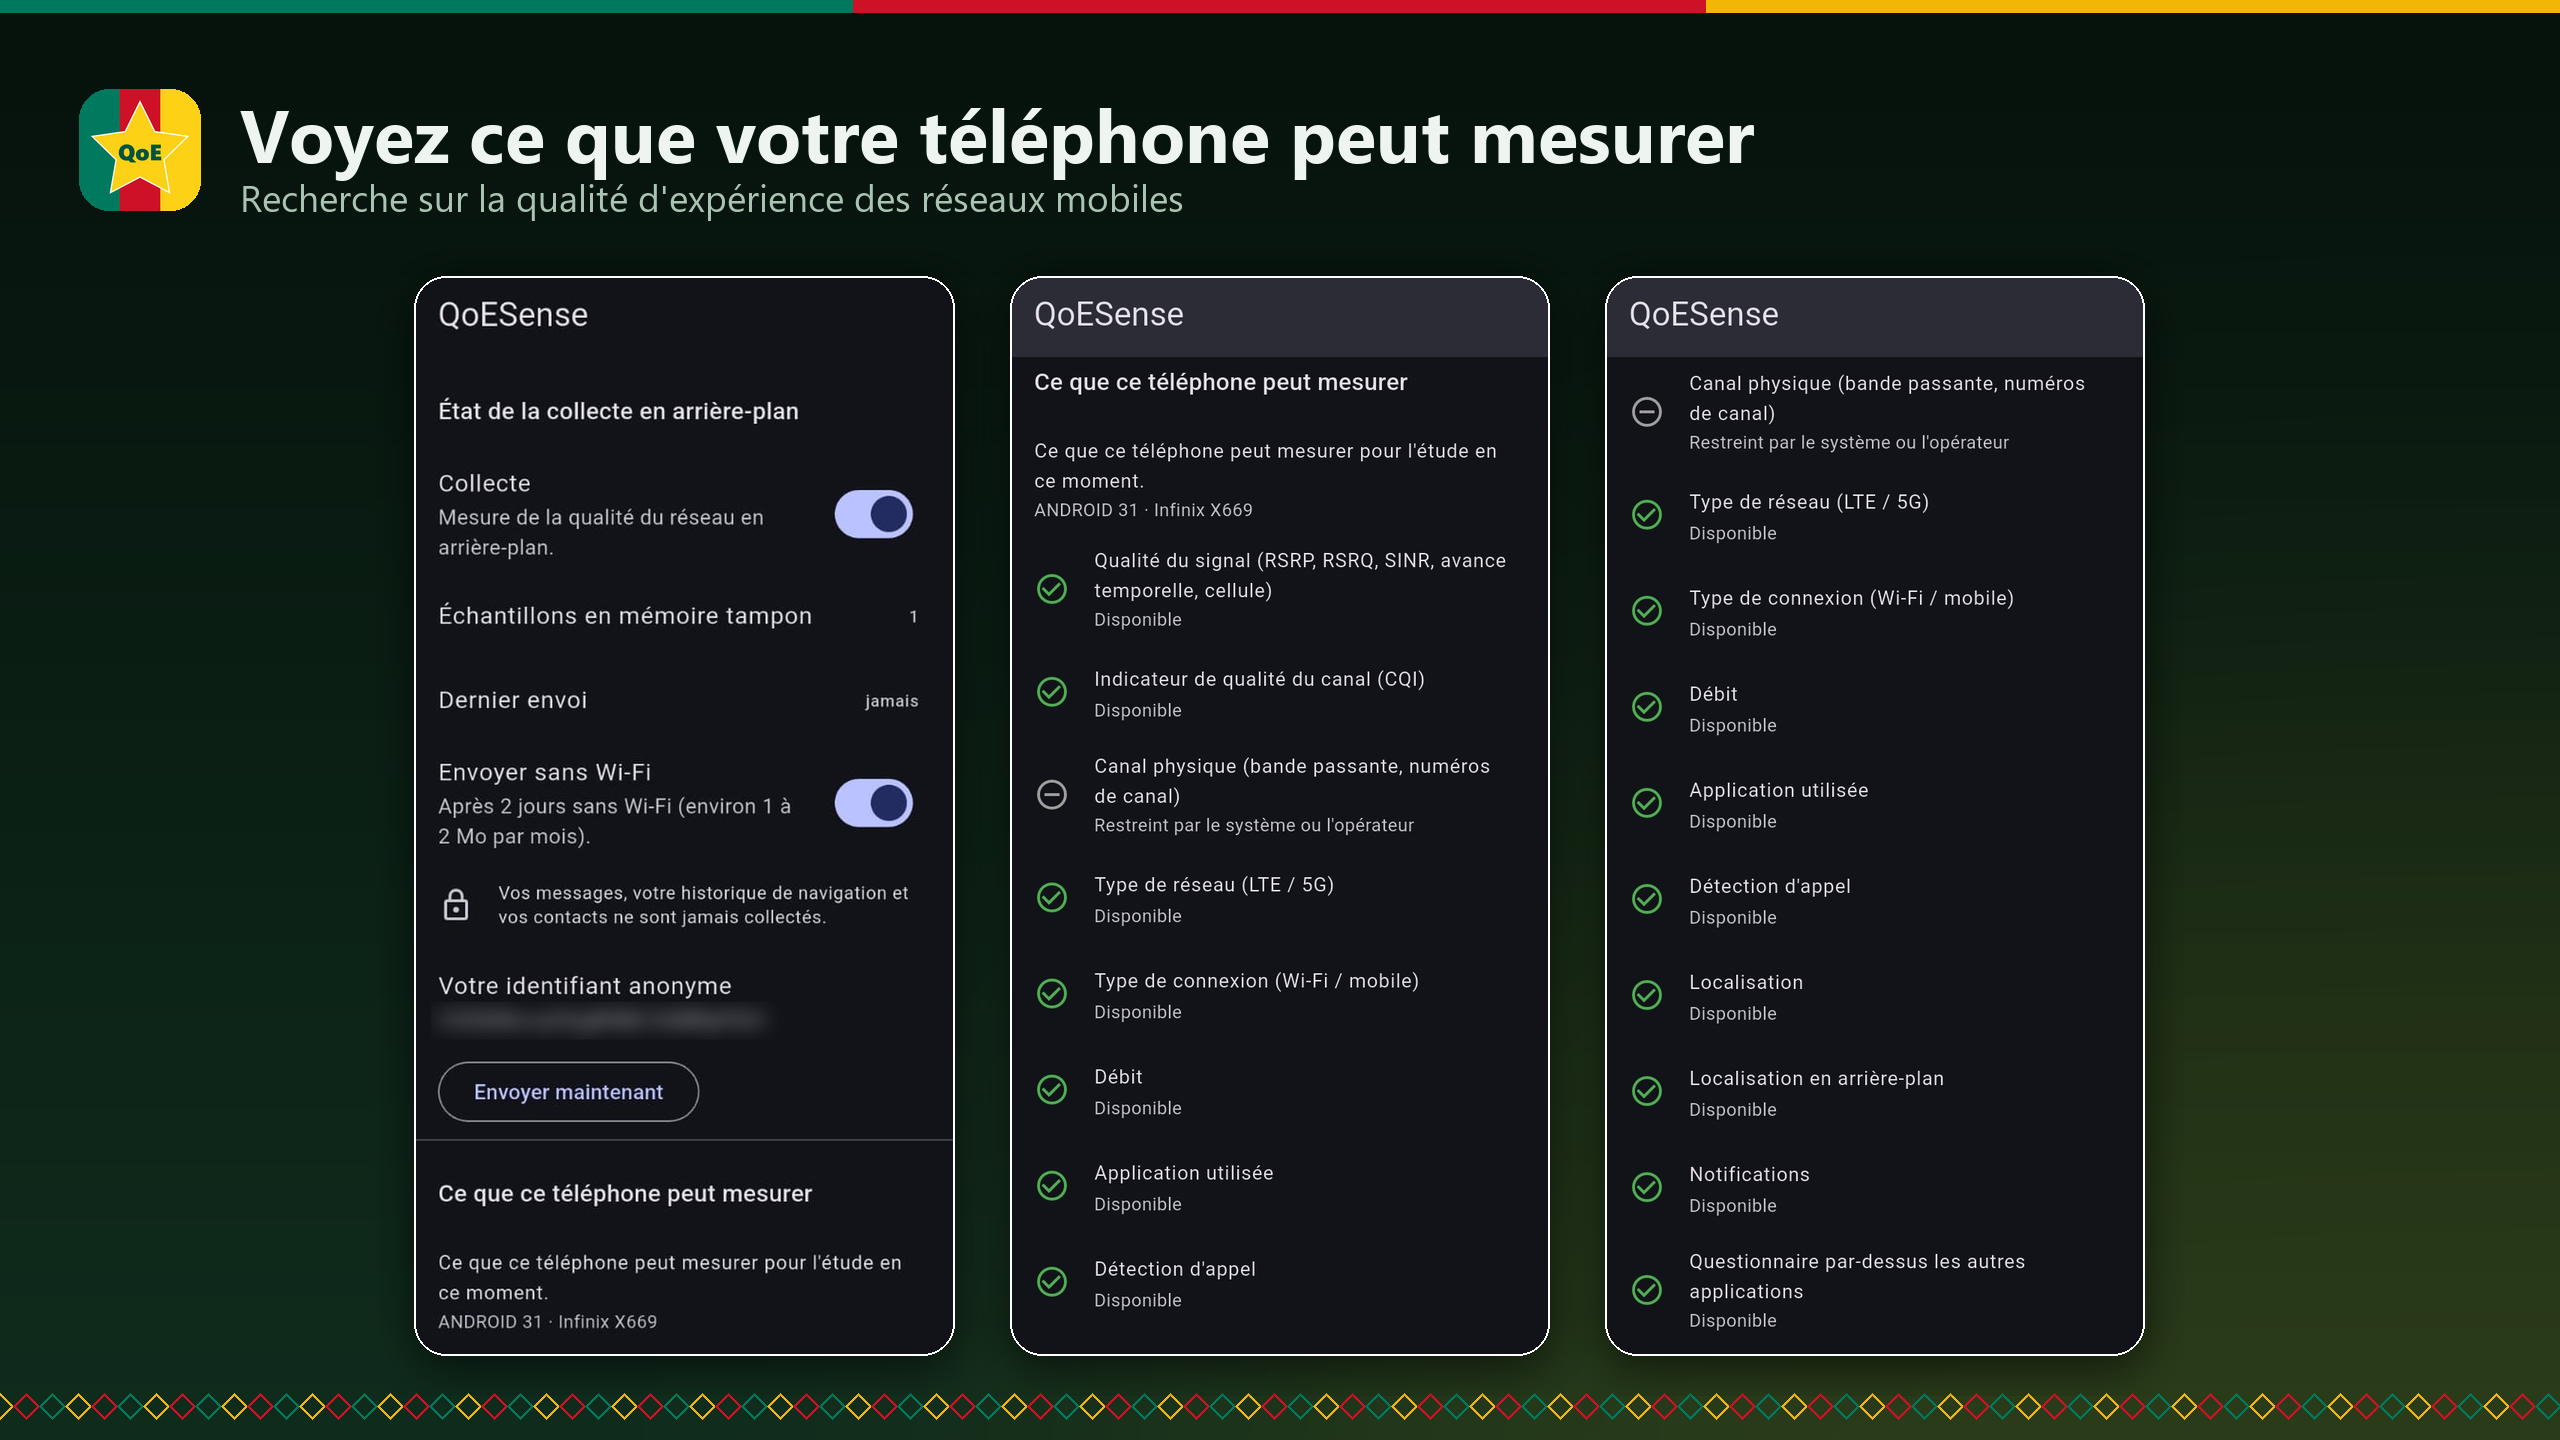 QoE
Voyez ce que votre téléphone peut mesurer
Recherche sur la qualité d'expérience des réseaux mobiles
QoESense
État de la collecte en arrière-plan
Collecte
Mesure de la qualité du réseau en
arrière-plan.
Échantillons en mémoire tampon 1
Dernier envoi jamais
Envoyer sans Wi-Fi
Après 2 jours sans Wi-Fi (environ 1 à
2 Mo par mois).
Vos messages, votre historique de navigation et
vos contacts ne sont jamais collectés.
Votre identifiant anonyme
Envoyer maintenant
Ce que ce téléphone peut mesurer
Ce que ce téléphone peut mesurer pour l'étude en
ce moment.
ANDROID 31 · Infinix X669
QoESense
Ce que ce téléphone peut mesurer
Ce que ce téléphone peut mesurer pour l'étude en
ce moment.
ANDROID 31 · Infinix X669
Qualité du signal (RSRP, RSRQ, SINR, avance
temporelle, cellule)
Disponible
Indicateur de qualité du canal (CQI)
Disponible
Canal physique (bande passante, numéros
de canal)
Restreint par le système ou l'opérateur
Type de réseau (LTE / 5G)
Disponible
Type de connexion (Wi-Fi / mobile)
Disponible
Débit
Disponible
Application utilisée
Disponible
Détection d'appel
Disponible
QoESense
Canal physique (bande passante, numéros
de canal)
Restreint par le système ou l'opérateur
Type de réseau (LTE / 5G)
Disponible
Type de connexion (Wi-Fi / mobile)
Disponible
Débit
Disponible
Application utilisée
Disponible
Détection d'appel
Disponible
Localisation
Disponible
Localisation en arrière-plan
Disponible
Notifications
Disponible
Questionnaire par-dessus les autres
applications
Disponible